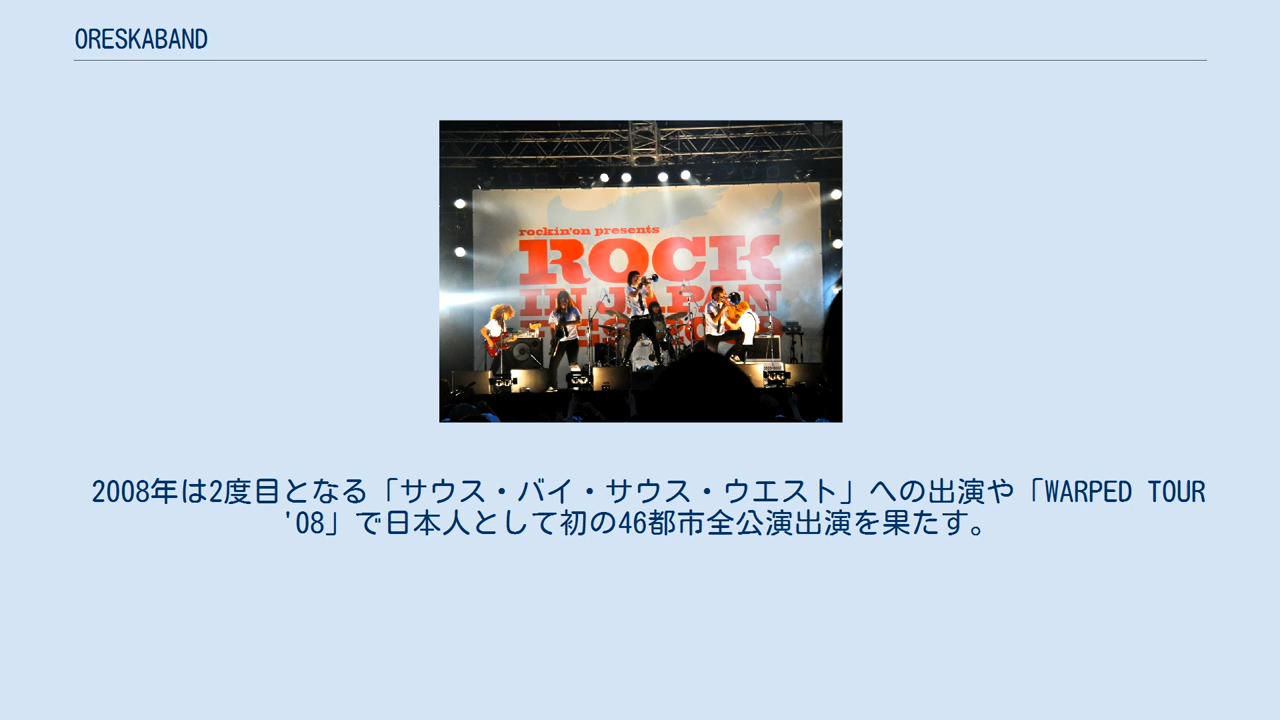 ORESKABAND
rockin'on presents
ROCK
IN JAPAN
2008年は2度目となる「サウス・バイ・サウス・ウエスト」への出演や「WARPED TOUR
'08」で日本人として初の46都市全公演出演を果たす。